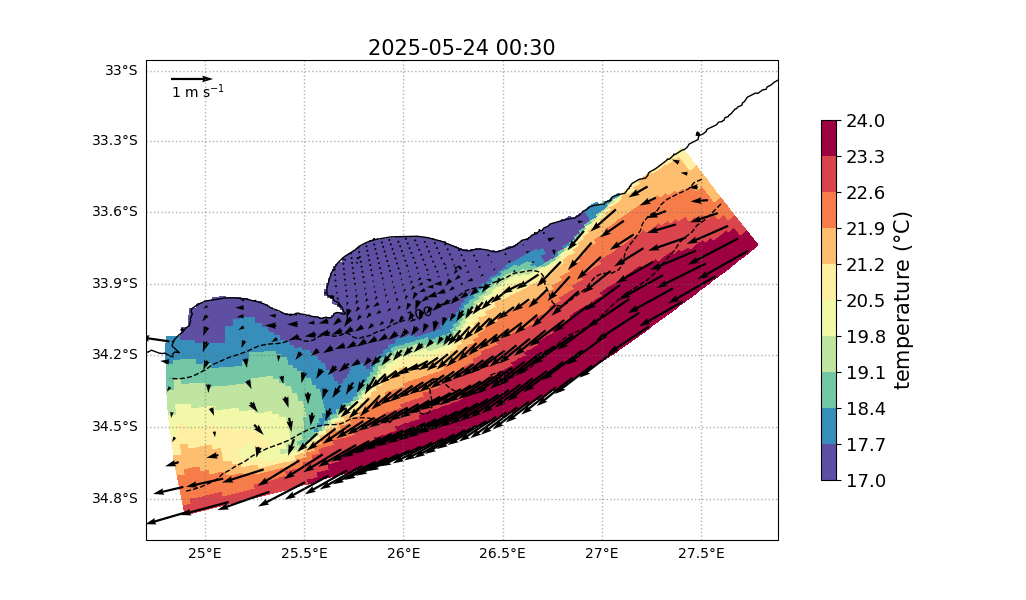 2025-05-24 00:30
1 m s⁻¹
33°S
33.3°S
33.6°S
33.9°S
34.2°S
34.5°S
34.8°S
25°E
25.5°E
26°E
26.5°E
27°E
27.5°E
100
24.0
23.3
22.6
21.9
21.2
20.5
19.8
19.1
18.4
17.7
17.0
temperature (°C)